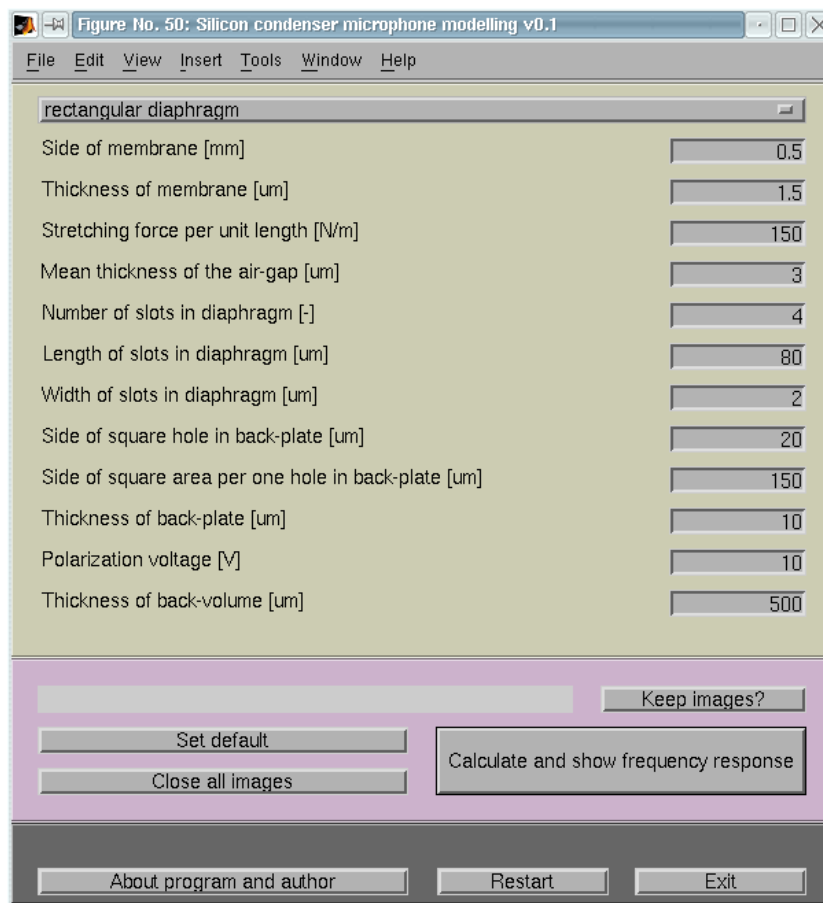 Figure No. 50: Silicon condenser microphone modelling v0.1
File Edit View Insert Tools Window Help
rectangular diaphragm
Side of membrane [mm] 0.5
Thickness of membrane [um] 1.5
Stretching force per unit length [N/m] 150
Mean thickness of the air-gap [um] 3
Number of slots in diaphragm [-] 4
Length of slots in diaphragm [um] 80
Width of slots in diaphragm [um] 2
Side of square hole in back-plate [um] 20
Side of square area per one hole in back-plate [um] 150
Thickness of back-plate [um] 10
Polarization voltage [V] 10
Thickness of back-volume [um] 500
Keep images?
Set default
Calculate and show frequency response
Close all images
About program and author Restart Exit